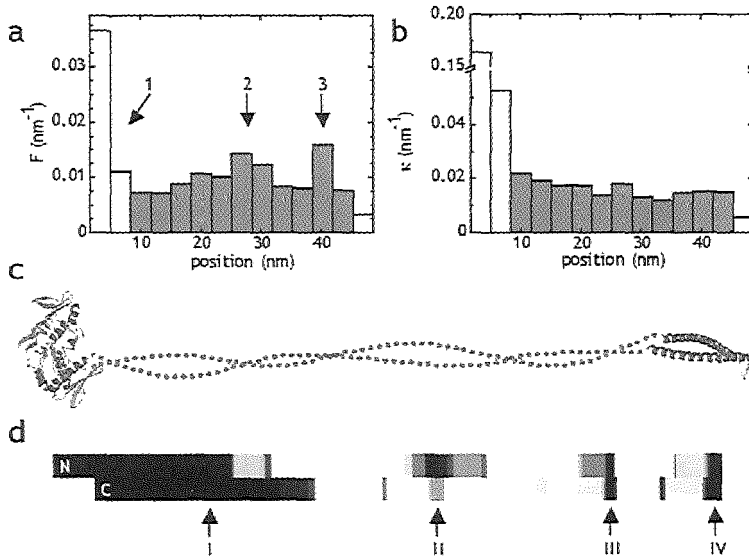 a
F (nm⁻¹)
0.03
0.02
0.01
0
1
2
3
10 20 30 40
position (nm)
b
κ (nm⁻¹)
0.20
0.15
0.06
0.02
0
10 20 30 40
position (nm)
c
d
N
C
I II III IV